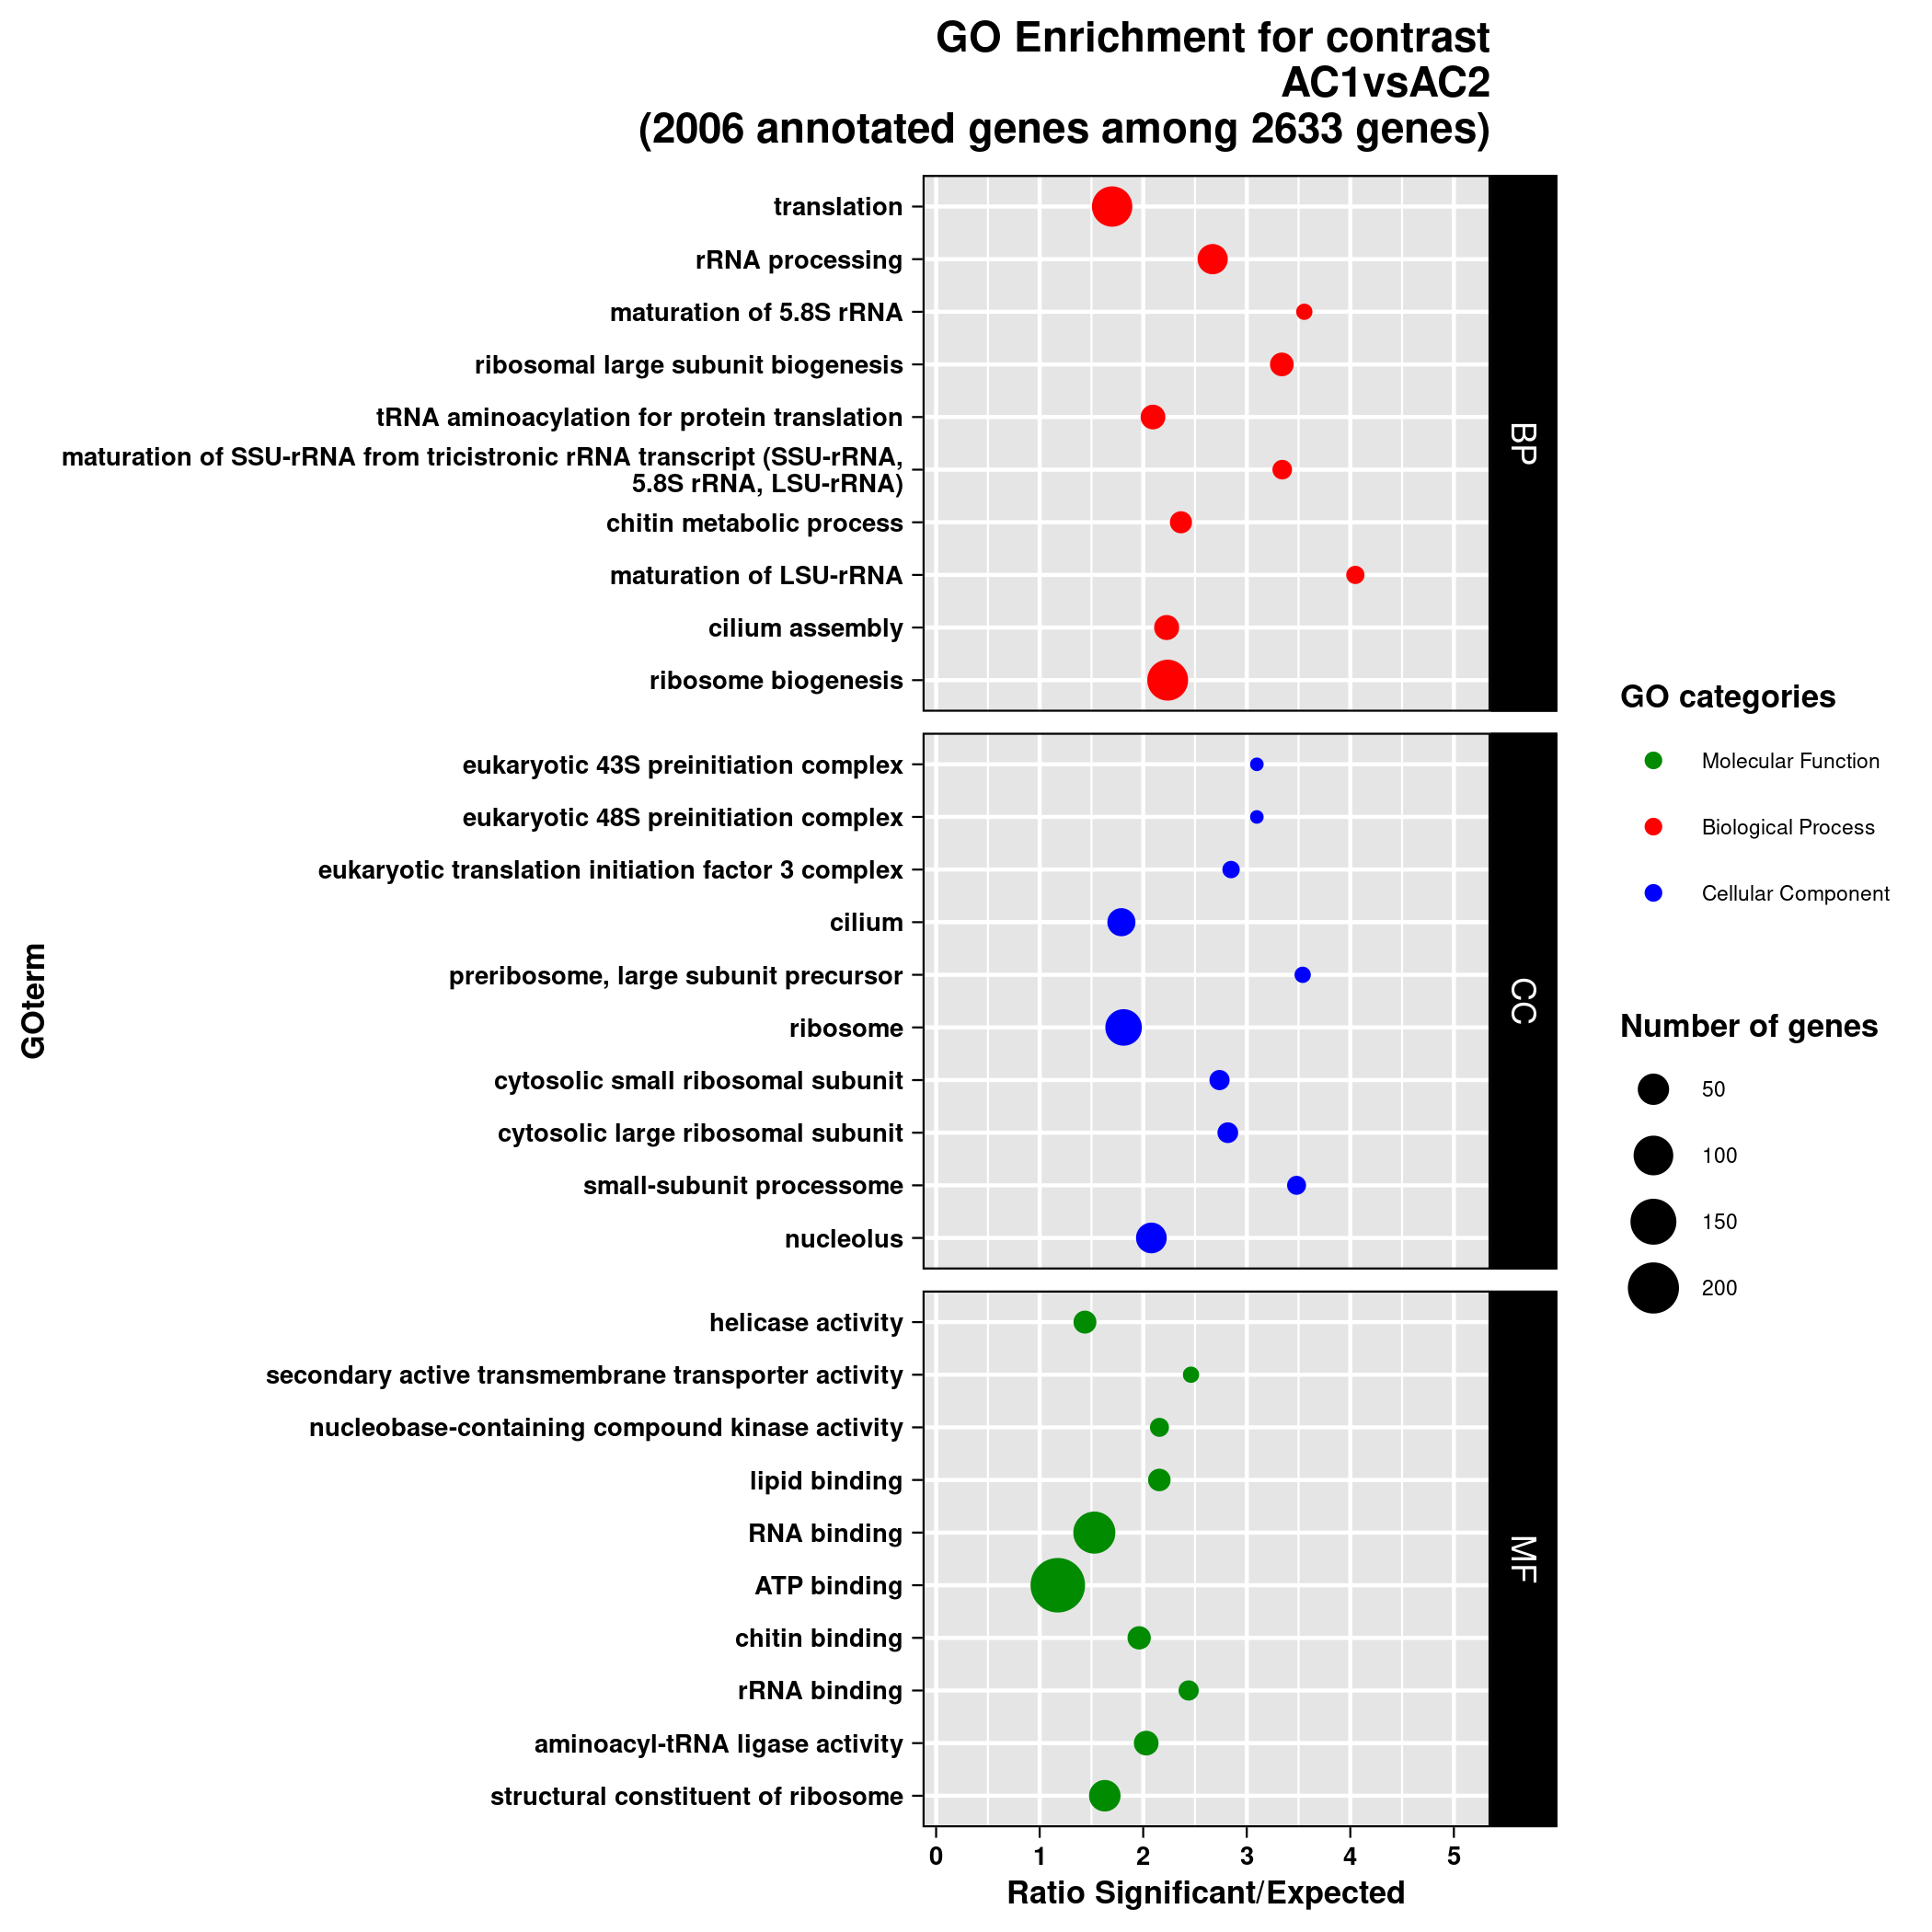 GO Enrichment for contrast
AC1vsAC2
(2006 annotated genes among 2633 genes)
GOterm
translation
rRNA processing
maturation of 5.8S rRNA
ribosomal large subunit biogenesis
tRNA aminoacylation for protein translation
maturation of SSU-rRNA from tricistronic rRNA transcript (SSU-rRNA,
5.8S rRNA, LSU-rRNA)
chitin metabolic process
maturation of LSU-rRNA
cilium assembly
ribosome biogenesis
BP
eukaryotic 43S preinitiation complex
eukaryotic 48S preinitiation complex
eukaryotic translation initiation factor 3 complex
cilium
preribosome, large subunit precursor
ribosome
cytosolic small ribosomal subunit
cytosolic large ribosomal subunit
small-subunit processome
nucleolus
CC
helicase activity
secondary active transmembrane transporter activity
nucleobase-containing compound kinase activity
lipid binding
RNA binding
ATP binding
chitin binding
rRNA binding
aminoacyl-tRNA ligase activity
structural constituent of ribosome
MF
0 1 2 3 4 5
Ratio Significant/Expected
GO categories
Molecular Function
Biological Process
Cellular Component
Number of genes
50
100
150
200